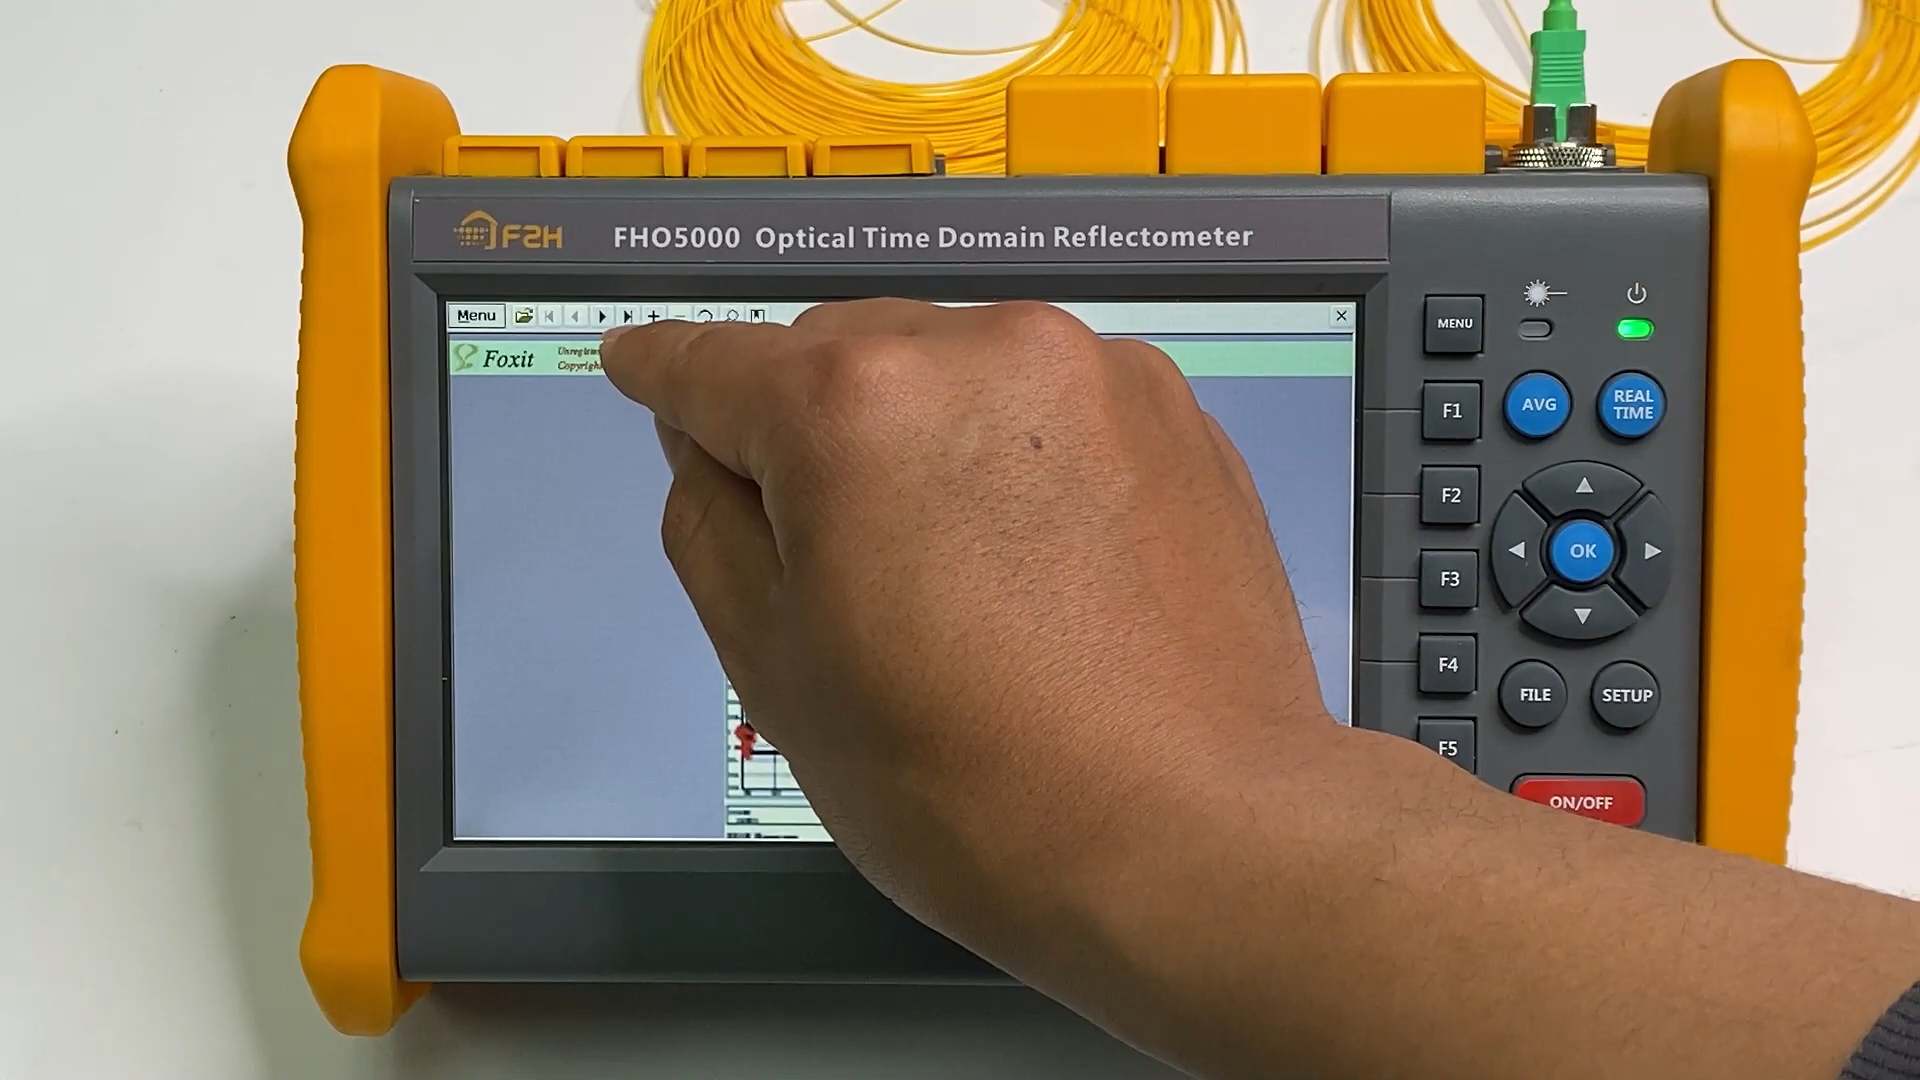 F2H
FHO5000 Optical Time Domain Reflectometer
Menu
Foxit
MENU
F1
AVG
REAL
TIME
F2
OK
F3
F4
FILE
SETUP
F5
ON/OFF